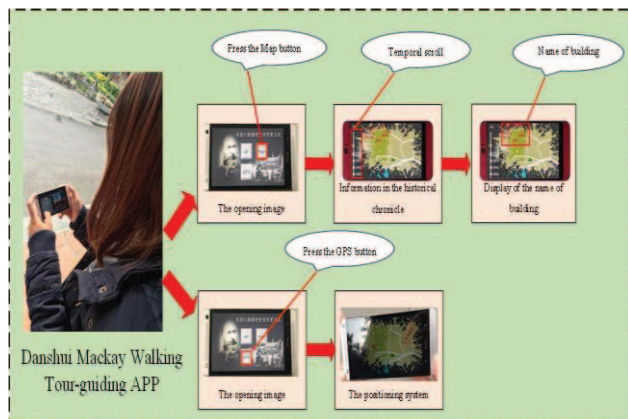 Press the Map button
Temporal scroll
Name of building
The opening image
Information in the historical
chronicle
Display of the name of
building
Press the GPS button
Danshui Mackay Walking
Tour-guiding APP
The opening image
The positioning system